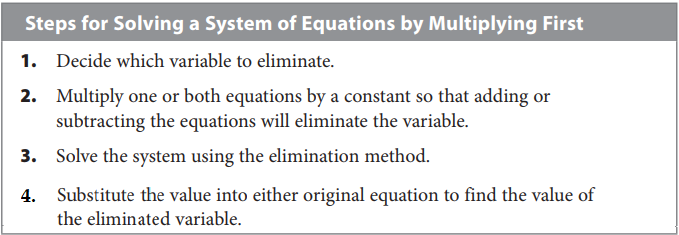 Steps for Solving a System of Equations by Multiplying First
1. Decide which variable to eliminate.
2. Multiply one or both equations by a constant so that adding or
subtracting the equations will eliminate the variable.
3. Solve the system using the elimination method.
4. Substitute the value into either original equation to find the value of
the eliminated variable.